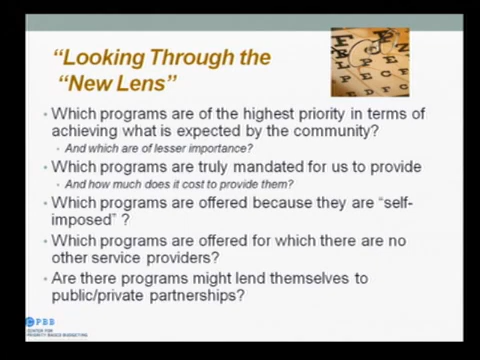 “Looking Through the
“New Lens”
• Which programs are of the highest priority in terms of
achieving what is expected by the community?
• And which are of lesser importance?
• Which programs are truly mandated for us to provide
• And how much does it cost to provide them?
• Which programs are offered because they are “self-
imposed” ?
• Which programs are offered for which there are no
other service providers?
• Are there programs might lend themselves to
public/private partnerships?
PBB
CENTER FOR
PRIORITY BASED BUDGETING